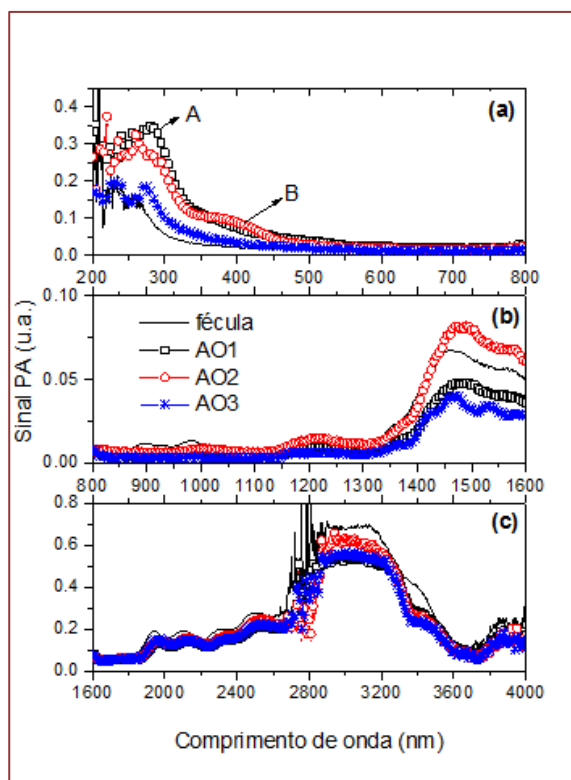 (a)
A
B
0.4
0.3
0.2
0.1
0.0
200 300 400 500 600 700 800
Sinal PA (u.a.)
(b)
0.10
0.05
0.00
fécula
AO1
AO2
AO3
800 900 1000 1100 1200 1300 1400 1500 1600
(c)
0.8
0.6
0.4
0.2
0.0
1600 2000 2400 2800 3200 3600 4000
Comprimento de onda (nm)